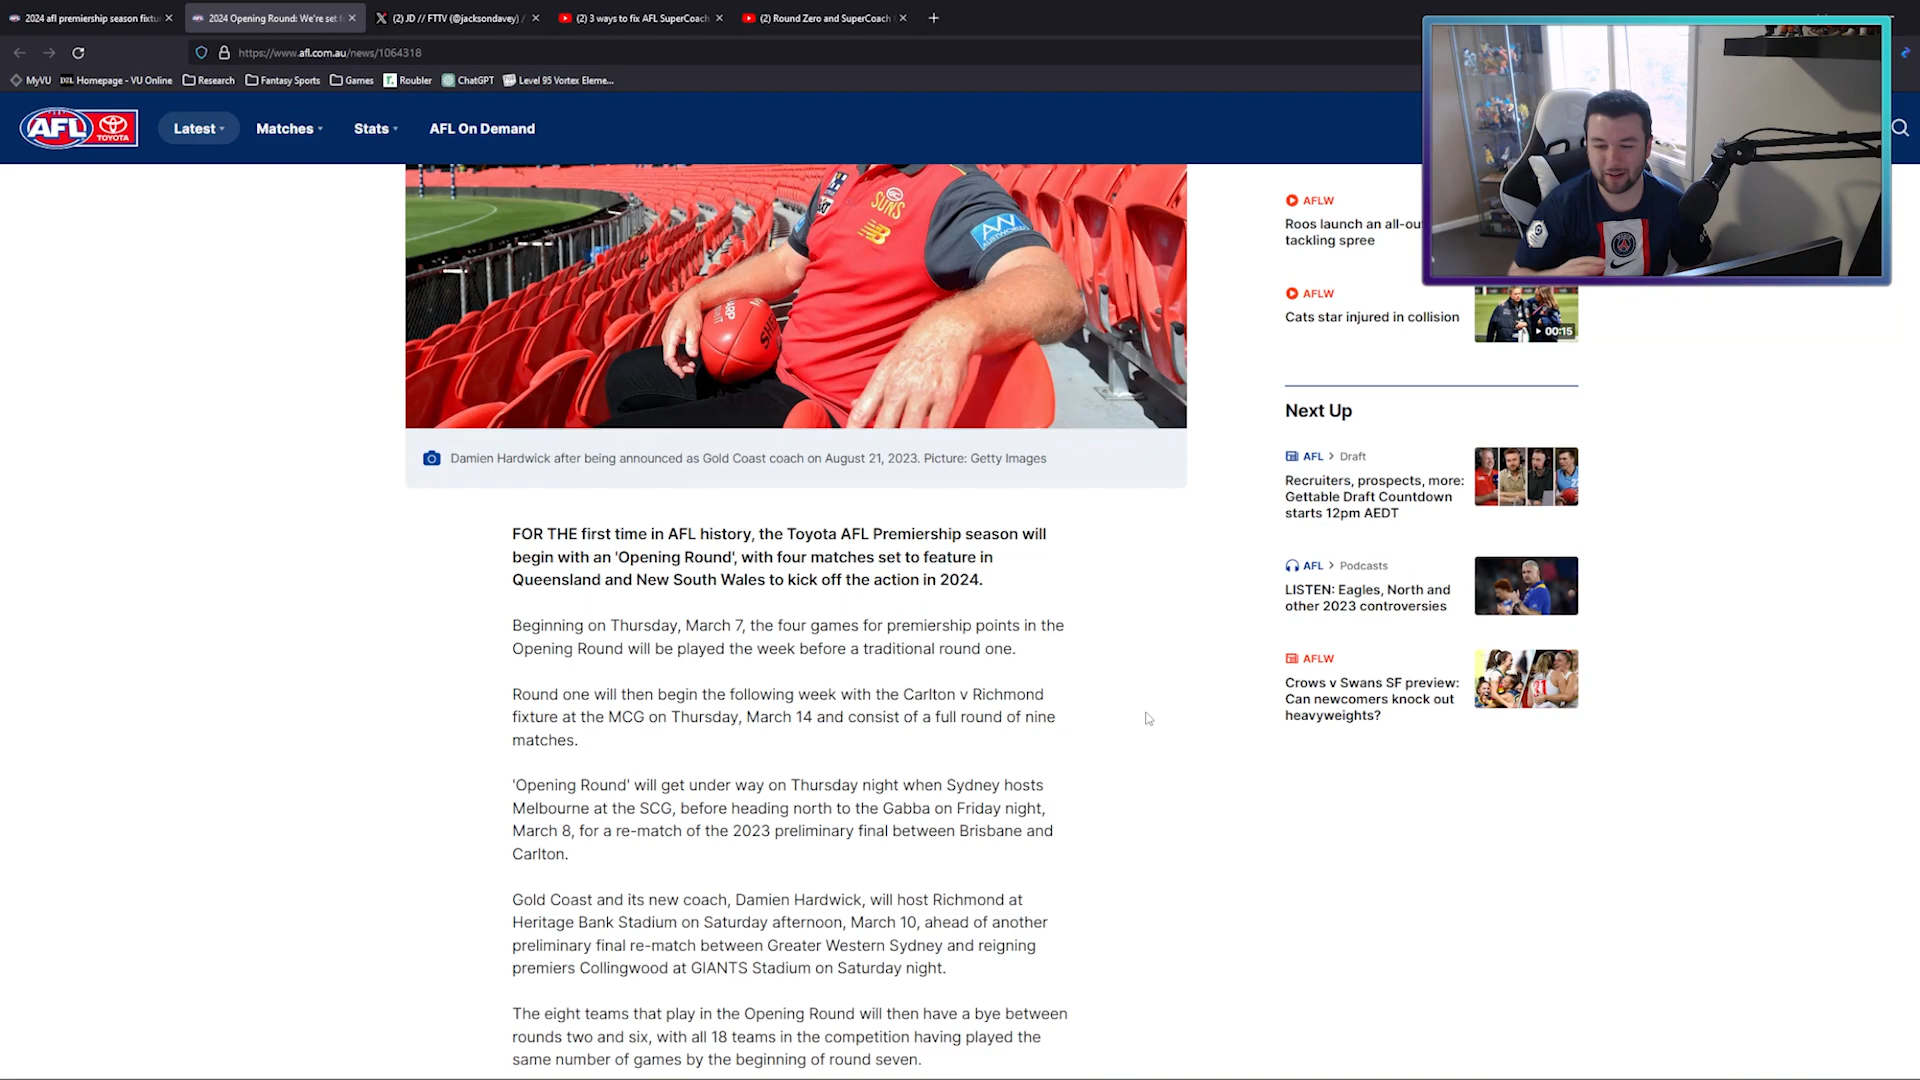 2024 afl premiership season fixtu
2024 Opening Round: We're set f
(2) JD // FTTV (@jacksondavey) /
(2) 3 ways to fix AFL SuperCoach
(2) Round Zero and SuperCoach
https://www.afl.com.au/news/1064318
MyVU
D2L Homepage - VU Online
Research
Fantasy Sports
Games
Roubler
ChatGPT
Level 95 Vortex Eleme...
AFL TOYOTA
Latest
Matches
Stats
AFL On Demand
SUNS
SHARP
Damien Hardwick after being announced as Gold Coast coach on August 21, 2023. Picture: Getty Images
FOR THE first time in AFL history, the Toyota AFL Premiership season will
begin with an 'Opening Round', with four matches set to feature in
Queensland and New South Wales to kick off the action in 2024.
Beginning on Thursday, March 7, the four games for premiership points in the
Opening Round will be played the week before a traditional round one.
Round one will then begin the following week with the Carlton v Richmond
fixture at the MCG on Thursday, March 14 and consist of a full round of nine
matches.
'Opening Round' will get under way on Thursday night when Sydney hosts
Melbourne at the SCG, before heading north to the Gabba on Friday night,
March 8, for a re-match of the 2023 preliminary final between Brisbane and
Carlton.
Gold Coast and its new coach, Damien Hardwick, will host Richmond at
Heritage Bank Stadium on Saturday afternoon, March 10, ahead of another
preliminary final re-match between Greater Western Sydney and reigning
premiers Collingwood at GIANTS Stadium on Saturday night.
The eight teams that play in the Opening Round will then have a bye between
rounds two and six, with all 18 teams in the competition having played the
same number of games by the beginning of round seven.
AFLW
Roos launch an all-ou
tackling spree
AFLW
Cats star injured in collision
00:15
Next Up
AFL > Draft
Recruiters, prospects, more:
Gettable Draft Countdown
starts 12pm AEDT
AFL > Podcasts
LISTEN: Eagles, North and
other 2023 controversies
AFLW
Crows v Swans SF preview:
Can newcomers knock out
heavyweights?